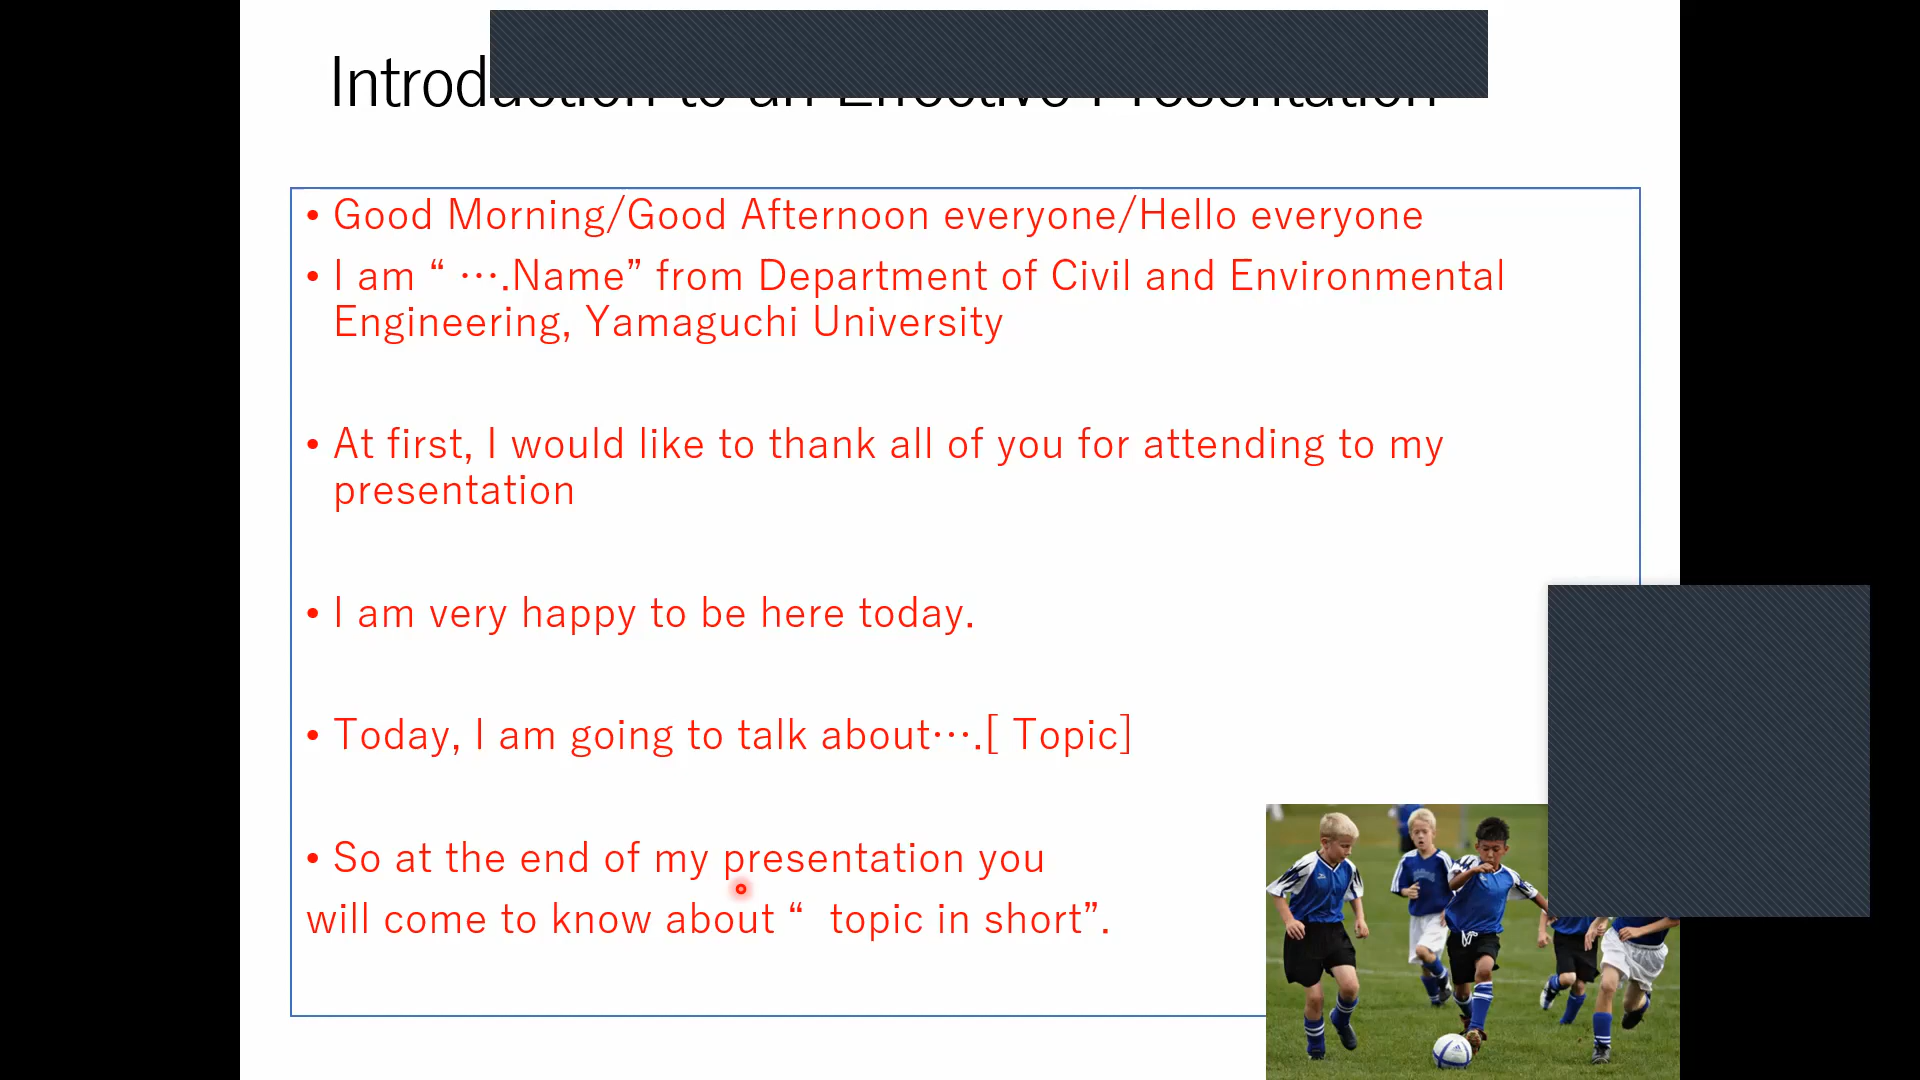 Introduction to an Effective Presentation
• Good Morning/Good Afternoon everyone/Hello everyone
• I am “ ….Name” from Department of Civil and Environmental
Engineering, Yamaguchi University
• At first, I would like to thank all of you for attending to my
presentation
• I am very happy to be here today.
• Today, I am going to talk about….[ Topic]
• So at the end of my presentation you
will come to know about “  topic in short”.